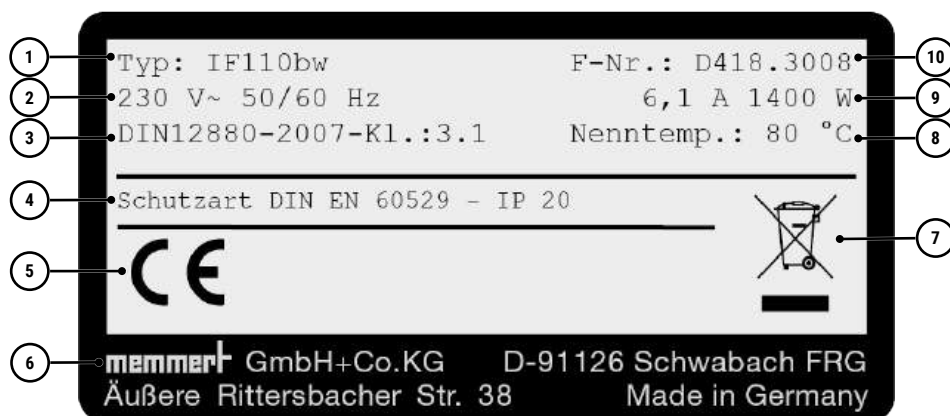 1 Typ: IF110bw F-Nr.: D418.3008 10
2 230 V~ 50/60 Hz 6,1 A 1400 W 9
3 DIN12880-2007-Kl.:3.1 Nenntemp.: 80 °C 8
4 Schutzart DIN EN 60529 - IP 20
7
5 CE
6 memmert GmbH+Co.KG D-91126 Schwabach FRG
Äußere Rittersbacher Str. 38 Made in Germany